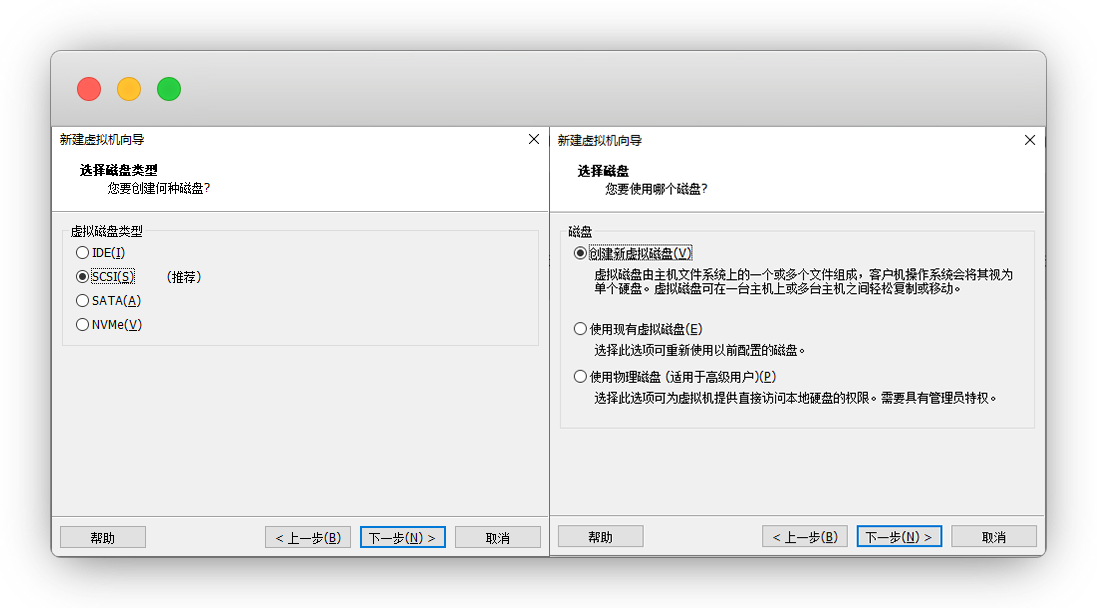 新建虚拟机向导
选择磁盘类型
您要创建何种磁盘?
虚拟磁盘类型
IDE(I)
SCSI(S) (推荐)
SATA(A)
NVMe(V)
帮助
< 上一步(B)
下一步(N) >
取消
新建虚拟机向导
选择磁盘
您要使用哪个磁盘?
磁盘
创建新虚拟磁盘(V)
虚拟磁盘由主机文件系统上的一个或多个文件组成，客户机操作系统会将其视为
单个硬盘。虚拟磁盘可在一台主机上或多台主机之间轻松复制或移动。
使用现有虚拟磁盘(E)
选择此选项可重新使用以前配置的磁盘。
使用物理磁盘 (适用于高级用户)(P)
选择此选项可为虚拟机提供直接访问本地硬盘的权限。需要具有管理员特权。
帮助
< 上一步(B)
下一步(N) >
取消